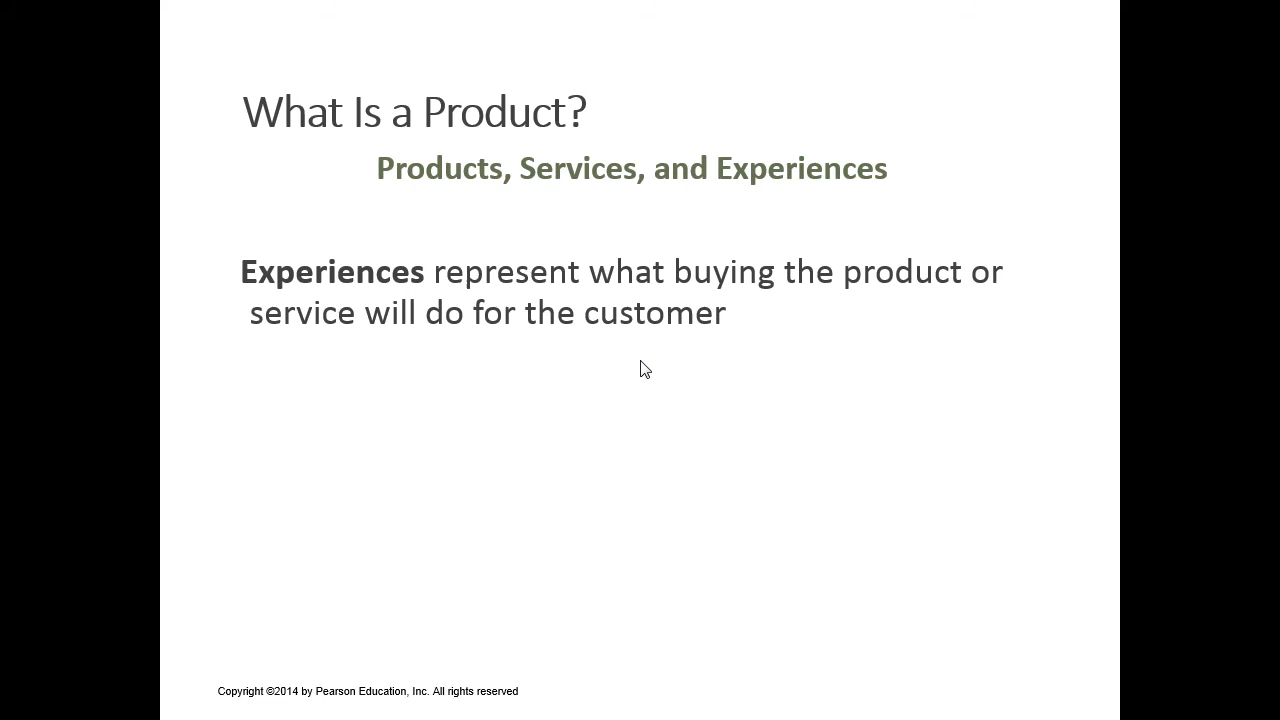 What Is a Product?
Products, Services, and Experiences
Experiences represent what buying the product or
service will do for the customer
Copyright ©2014 by Pearson Education, Inc. All rights reserved